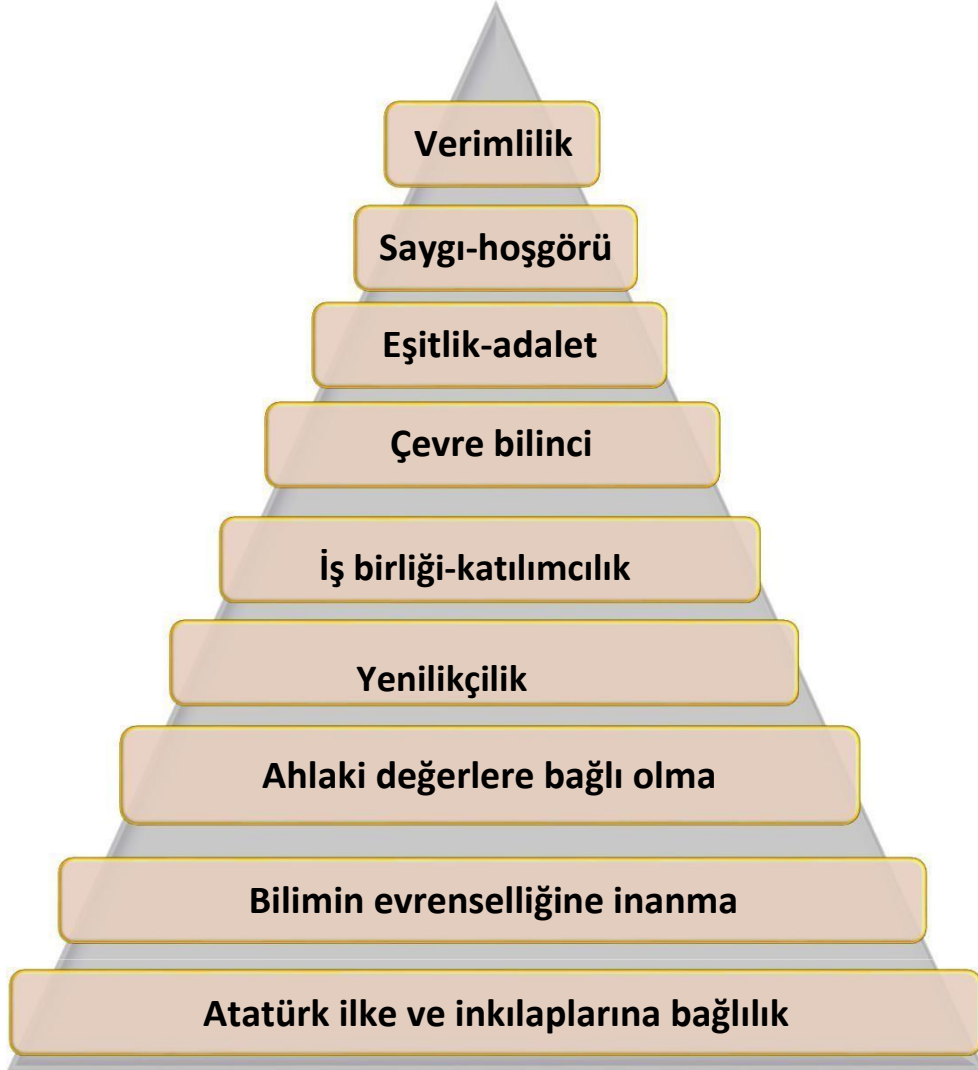 Verimlilik
Saygı-hoşgörü
Eşitlik-adalet
Çevre bilinci
İş birliği-katılımcılık
Yenilikçilik
Ahlaki değerlere bağlı olma
Bilimin evrenselliğine inanma
Atatürk ilke ve inkılaplarına bağlılık